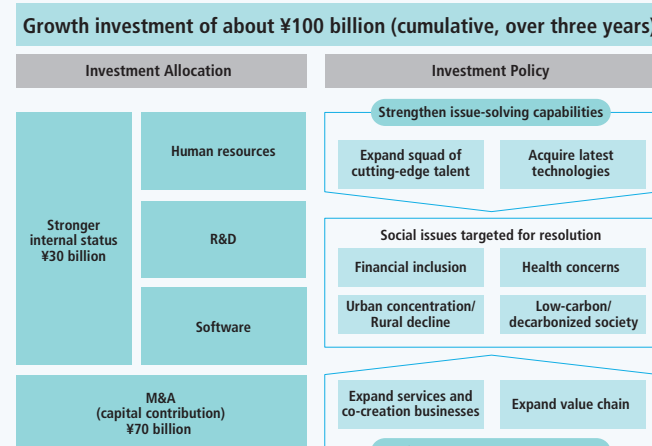 Growth investment of about ¥100 billion (cumulative, over three years)
Investment Allocation
Stronger
internal status
¥30 billion
Human resources
R&D
Software
M&A
(capital contribution)
¥70 billion
Investment Policy
Strengthen issue-solving capabilities
Expand squad of
cutting-edge talent
Acquire latest
technologies
Social issues targeted for resolution
Financial inclusion
Health concerns
Urban concentration/
Rural decline
Low-carbon/
decarbonized society
Expand services and
co-creation businesses
Expand value chain